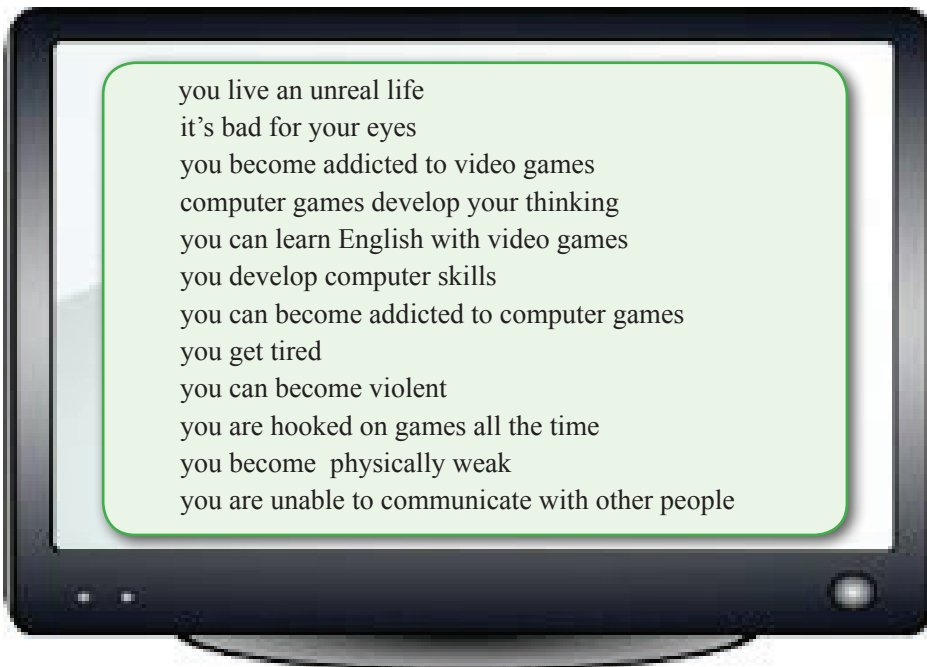 you live an unreal life
it's bad for your eyes
you become addicted to video games
computer games develop your thinking
you can learn English with video games
you develop computer skills
you can become addicted to computer games
you get tired
you can become violent
you are hooked on games all the time
you become  physically weak
you are unable to communicate with other people